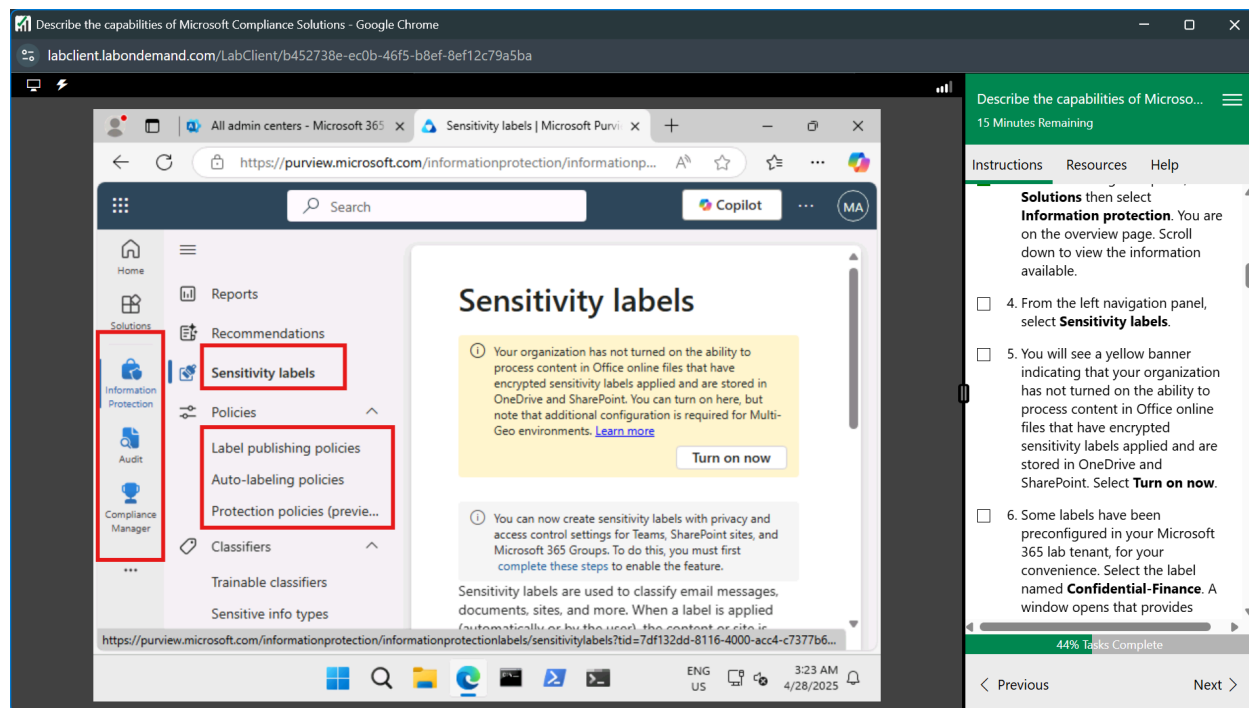 Describe the capabilities of Microsoft Compliance Solutions - Google Chrome
labclient.labondemand.com/LabClient/b452738e-ec0b-46f5-b8ef-8ef12c79a5ba
All admin centers - Microsoft 365
Sensitivity labels | Microsoft Purvi
https://purview.microsoft.com/informationprotection/informationp...
Search
Copilot
MA
Home
Solutions
Information
Protection
Audit
Compliance
Manager
Reports
Recommendations
Sensitivity labels
Policies
Label publishing policies
Auto-labeling policies
Protection policies (previe...
Classifiers
Trainable classifiers
Sensitive info types
Sensitivity labels
Your organization has not turned on the ability to
process content in Office online files that have
encrypted sensitivity labels applied and are stored in
OneDrive and SharePoint. You can turn on here, but
note that additional configuration is required for Multi-
Geo environments. Learn more
Turn on now
You can now create sensitivity labels with privacy and
access control settings for Teams, SharePoint sites, and
Microsoft 365 Groups. To do this, you must first
complete these steps to enable the feature.
Sensitivity labels are used to classify email messages,
documents, sites, and more. When a label is applied
(automatically or by the user), the content or site is
https://purview.microsoft.com/informationprotection/informationprotectionlabels/sensitivitylabels?tid=7df132dd-8116-4000-acc4-c7377b6...
ENG
US
3:23 AM
4/28/2025
Describe the capabilities of Microso...
15 Minutes Remaining
Instructions Resources Help
Solutions then select
Information protection. You are
on the overview page. Scroll
down to view the information
available.
4. From the left navigation panel,
select Sensitivity labels.
5. You will see a yellow banner
indicating that your organization
has not turned on the ability to
process content in Office online
files that have encrypted
sensitivity labels applied and are
stored in OneDrive and
SharePoint. Select Turn on now.
6. Some labels have been
preconfigured in your Microsoft
365 lab tenant, for your
convenience. Select the label
named Confidential-Finance. A
window opens that provides
44% Tasks Complete
Previous
Next